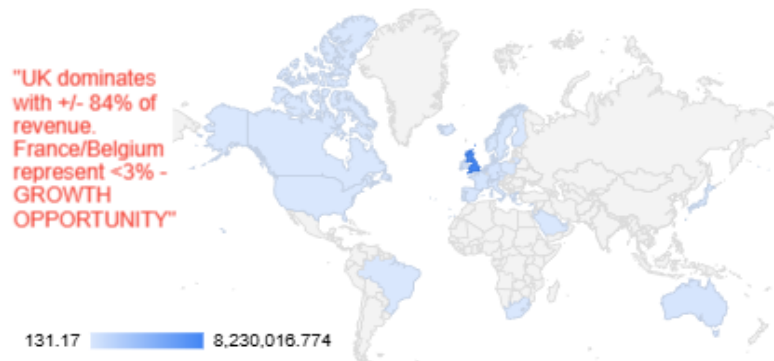 "UK dominates
with +/- 84% of
revenue.
France/Belgium
represent <3% -
GROWTH
OPPORTUNITY"
131.17
8,230,016.774